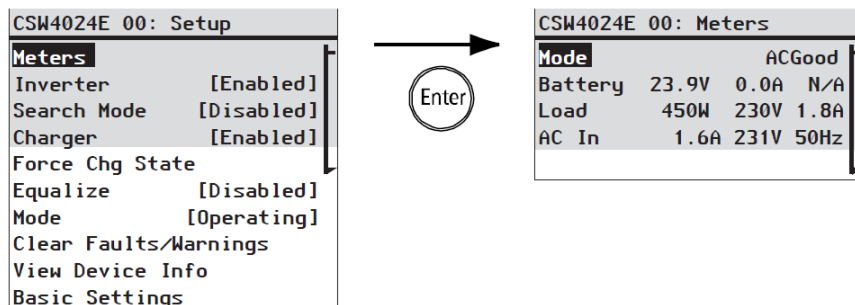 CSW4024E 00: Setup
Meters
Inverter [Enabled]
Search Mode [Disabled]
Charger [Enabled]
Force Chg State
Equalize [Disabled]
Mode [Operating]
Clear Faults/Warnings
View Device Info
Basic Settings
Enter
CSW4024E 00: Meters
Mode ACGood
Battery 23.9V 0.0A N/A
Load 450W 230V 1.8A
AC In 1.6A 231V 50Hz